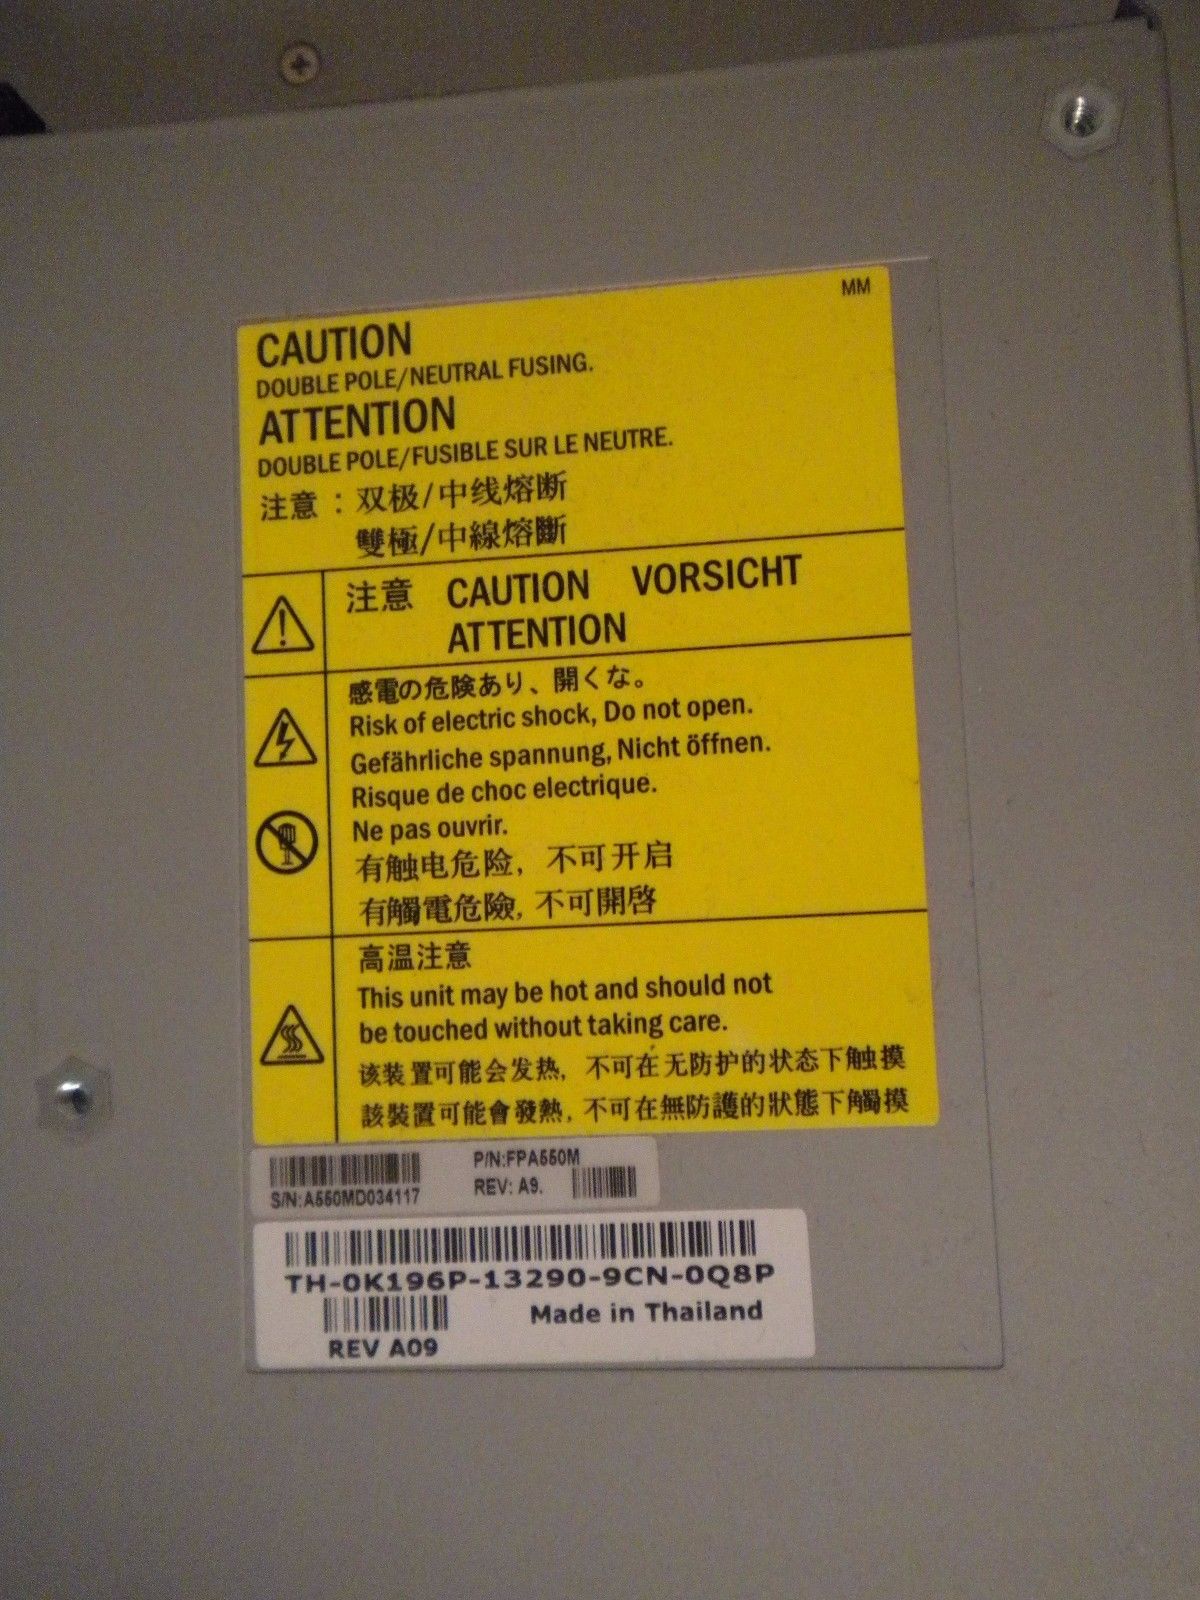 MM
CAUTION
DOUBLE POLE/NEUTRAL FUSING.
ATTENTION
DOUBLE POLE/FUSIBLE SUR LE NEUTRE.
注意：双极/中线熔断
雙極/中線熔斷
注意 CAUTION VORSICHT
ATTENTION
感電の危険あり、開くな。
Risk of electric shock, Do not open.
Gefährliche spannung, Nicht öffnen.
Risque de choc electrique.
Ne pas ouvrir.
有触电危险，不可开启
有觸電危險，不可開啓
高温注意
This unit may be hot and should not
be touched without taking care.
该装置可能会发热，不可在无防护的状态下触摸
該裝置可能會發熱，不可在無防護的狀態下觸摸
P/N:FPA550M
S/N:A550MD034117 REV: A9.
TH-0K196P-13290-9CN-0Q8P
Made in Thailand
REV A09